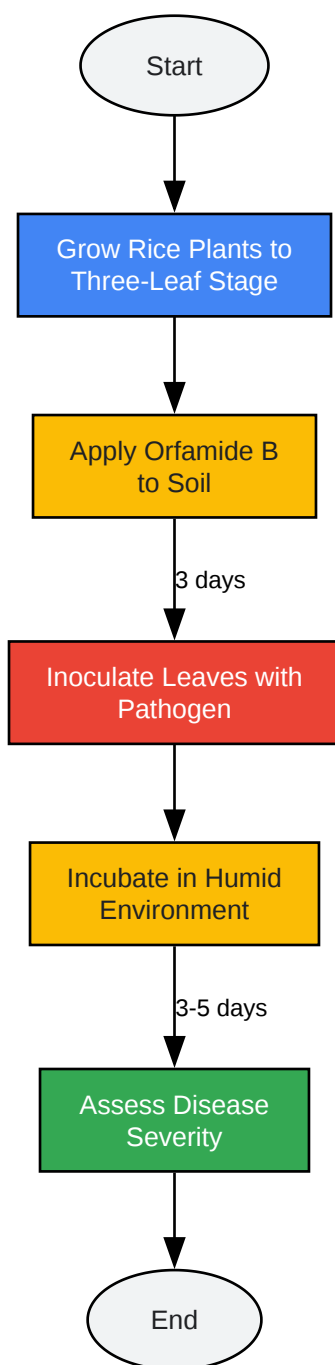 Start
Grow Rice Plants to
Three-Leaf Stage
Apply Orfamide B
to Soil
3 days
Inoculate Leaves with
Pathogen
Incubate in Humid
Environment
3-5 days
Assess Disease
Severity
End